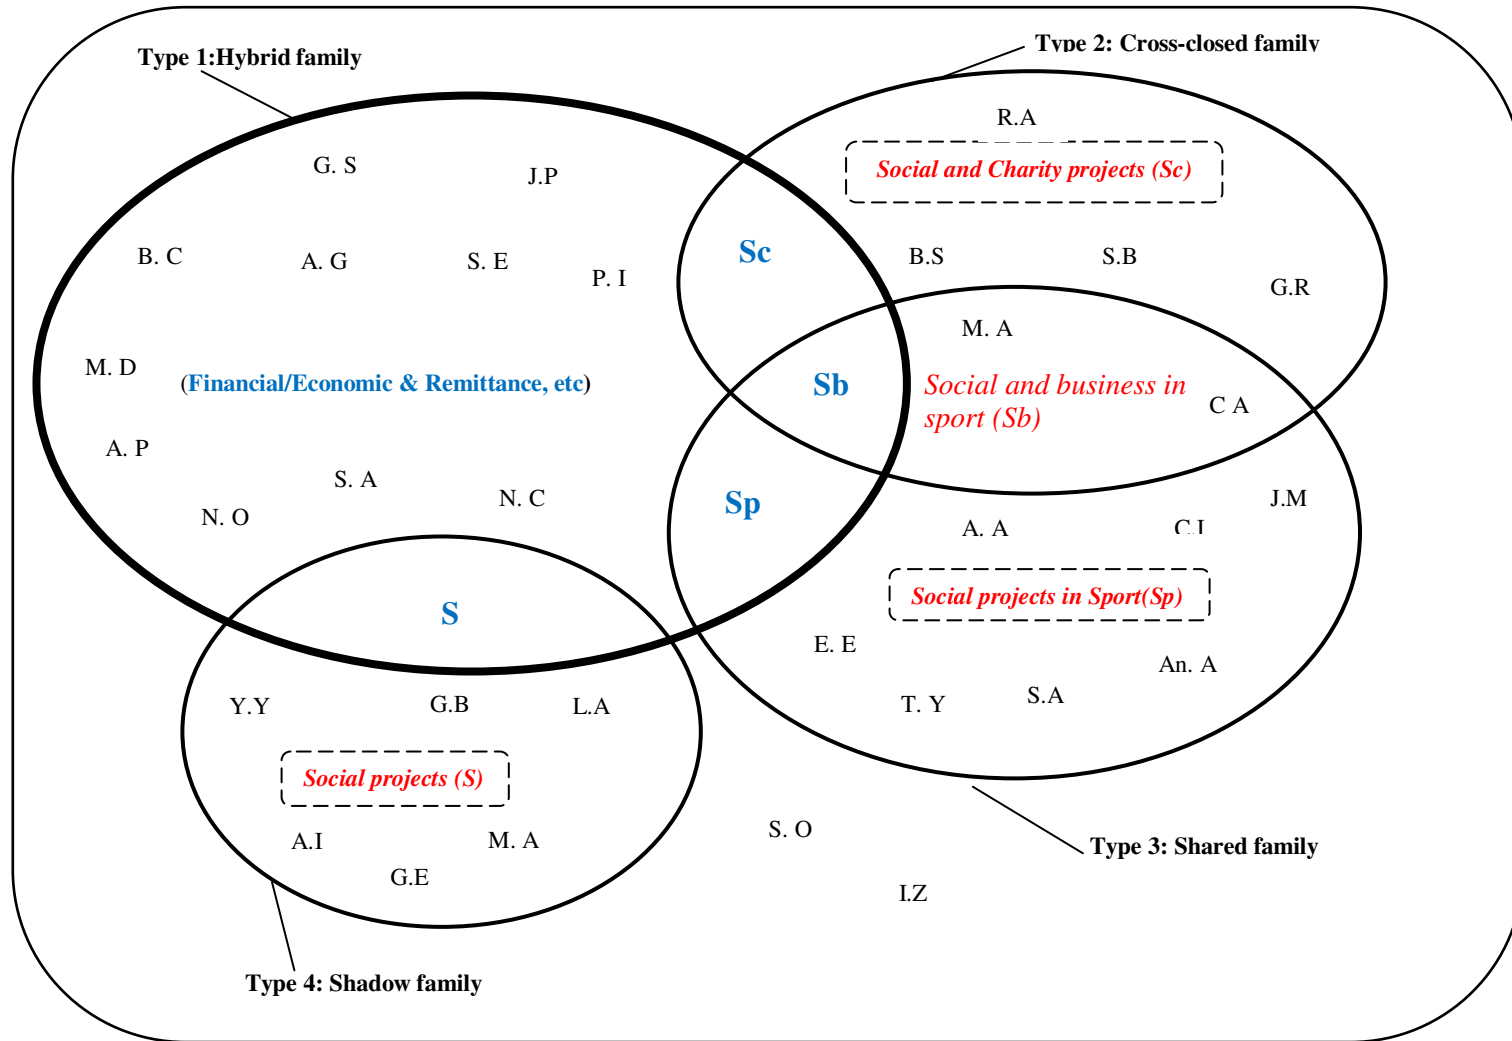 Type 1:Hybrid family
Type 2: Cross-closed family
R.A
G. S
J.P
Social and Charity projects (Sc)
B. C
A. G
S. E
P. I
Sc
B.S
S.B
G.R
M. A
M. D
(Financial/Economic & Remittance, etc)
Sb
Social and business in
sport (Sb)
C A
A. P
S. A
N. C
N. O
Sp
J.M
A. A
C.I
Social projects in Sport(Sp)
S
E. E
An. A
T. Y
S.A
Y.Y
G.B
L.A
Social projects (S)
A.I
M. A
G.E
S. O
I.Z
Type 3: Shared family
Type 4: Shadow family